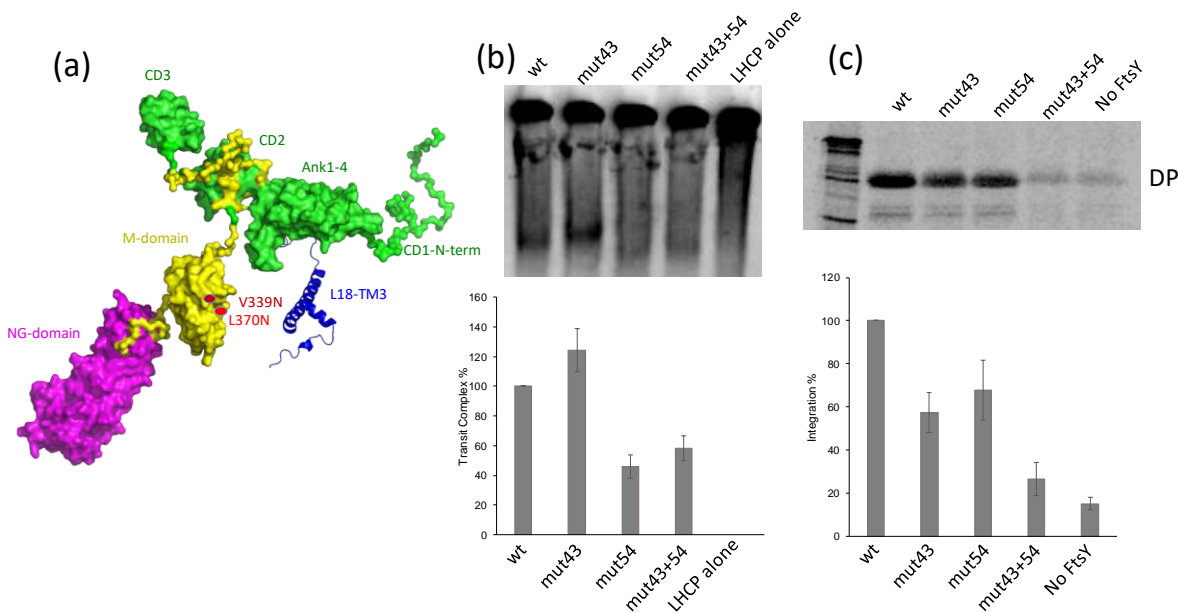 (a)
CD3
CD2
Ank1-4
M-domain
CD1-N-term
V339N
L370N
L18-TM3
NG-domain
(b)
wt
mut43
mut54
mut43+54
LHCP alone
160
140
120
100
80
60
40
20
0
Transit Complex %
wt
mut43
mut54
mut43+54
LHCP alone
(c)
wt
mut43
mut54
mut43+54
No FtsY
DP
120
100
80
60
40
20
0
Integration %
wt
mut43
mut54
mut43+54
No FtsY